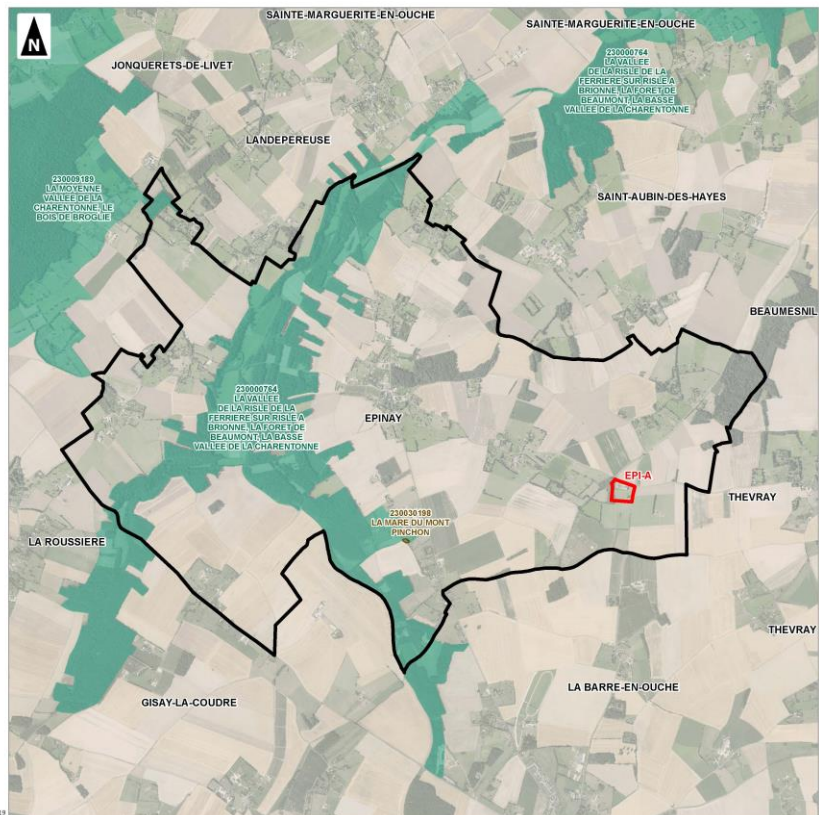 N
SAINTE-MARGUERITE-EN-OUCHE
SAINTE-MARGUERITE-EN-OUCHE
JONQUERETS-DE-LIVET
230000764
LA VALLEE
DE LA RISLE DE LA
FERRIERE SUR RISLE A
BRIONNE, LA FORET DE
BEAUMONT, LA BASSE
VALLEE DE LA CHARENTONNE
LANDEPEREUSE
230009189
LA MOYENNE
VALLEE DE LA
CHARENTONNE, LE
BOIS DE BROGLIE
SAINT-AUBIN-DES-HAYES
BEAUMESNIL
230000764
LA VALLEE
DE LA RISLE DE LA
FERRIERE SUR RISLE A
BRIONNE, LA FORET DE
BEAUMONT, LA BASSE
VALLEE DE LA CHARENTONNE
EPINAY
EPI-A
THEVRAY
230030198
LA MARE DU MONT
PINCHON
LA ROUSSIERE
THEVRAY
LA BARRE-EN-OUCHE
GISAY-LA-COUDRE